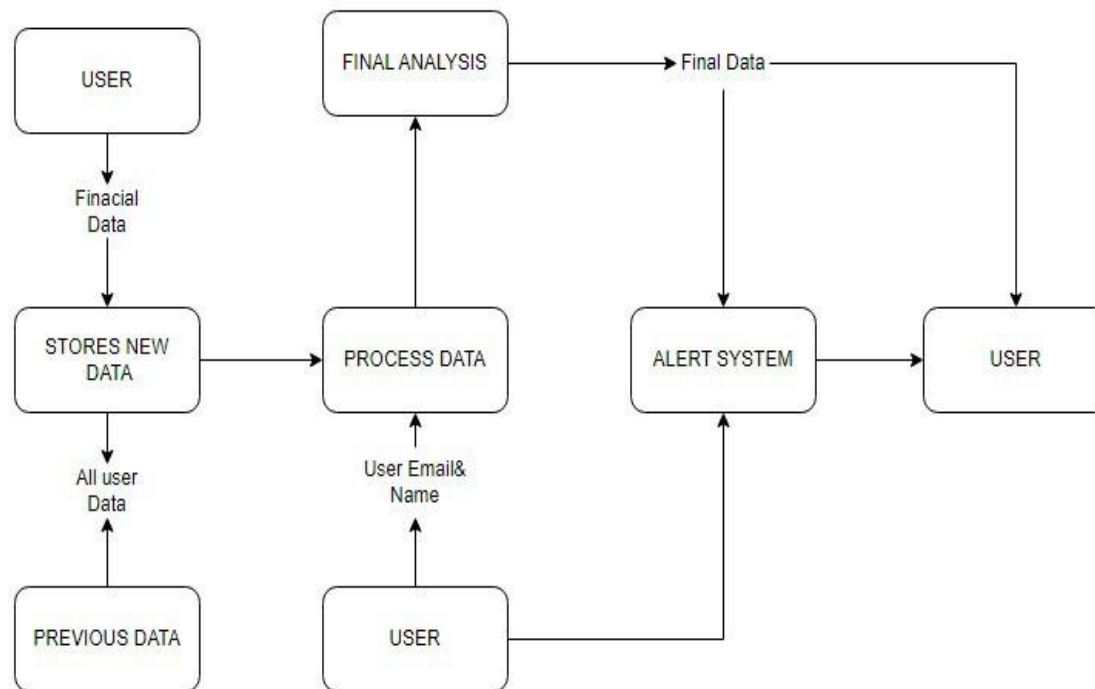 USER
FINAL ANALYSIS
Final Data
Finacial
Data
STORES NEW
DATA
PROCESS DATA
ALERT SYSTEM
USER
All user
Data
User Email&
Name
PREVIOUS DATA
USER